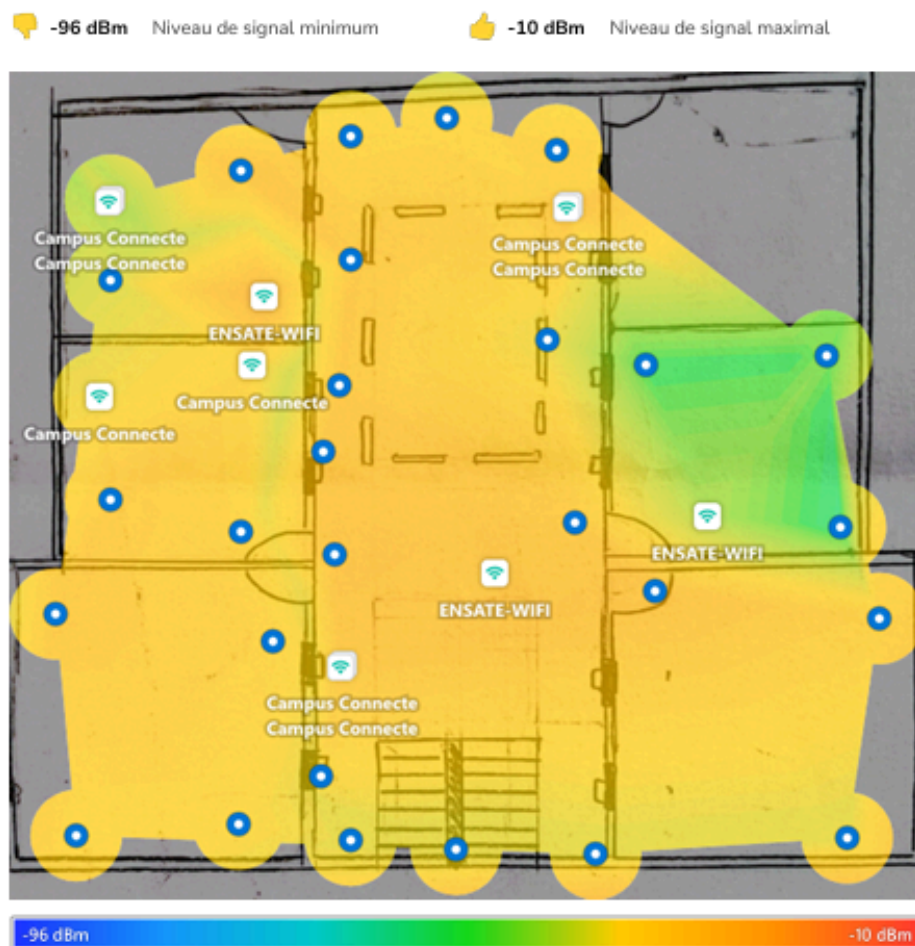 -96 dBm Niveau de signal minimum -10 dBm Niveau de signal maximal
Campus Connecte
Campus Connecte
Campus Connecte
Campus Connecte
ENSATE-WIFI
Campus Connecte
Campus Connecte
ENSATE-WIFI
ENSATE-WIFI
Campus Connecte
Campus Connecte
-96 dBm -10 dBm